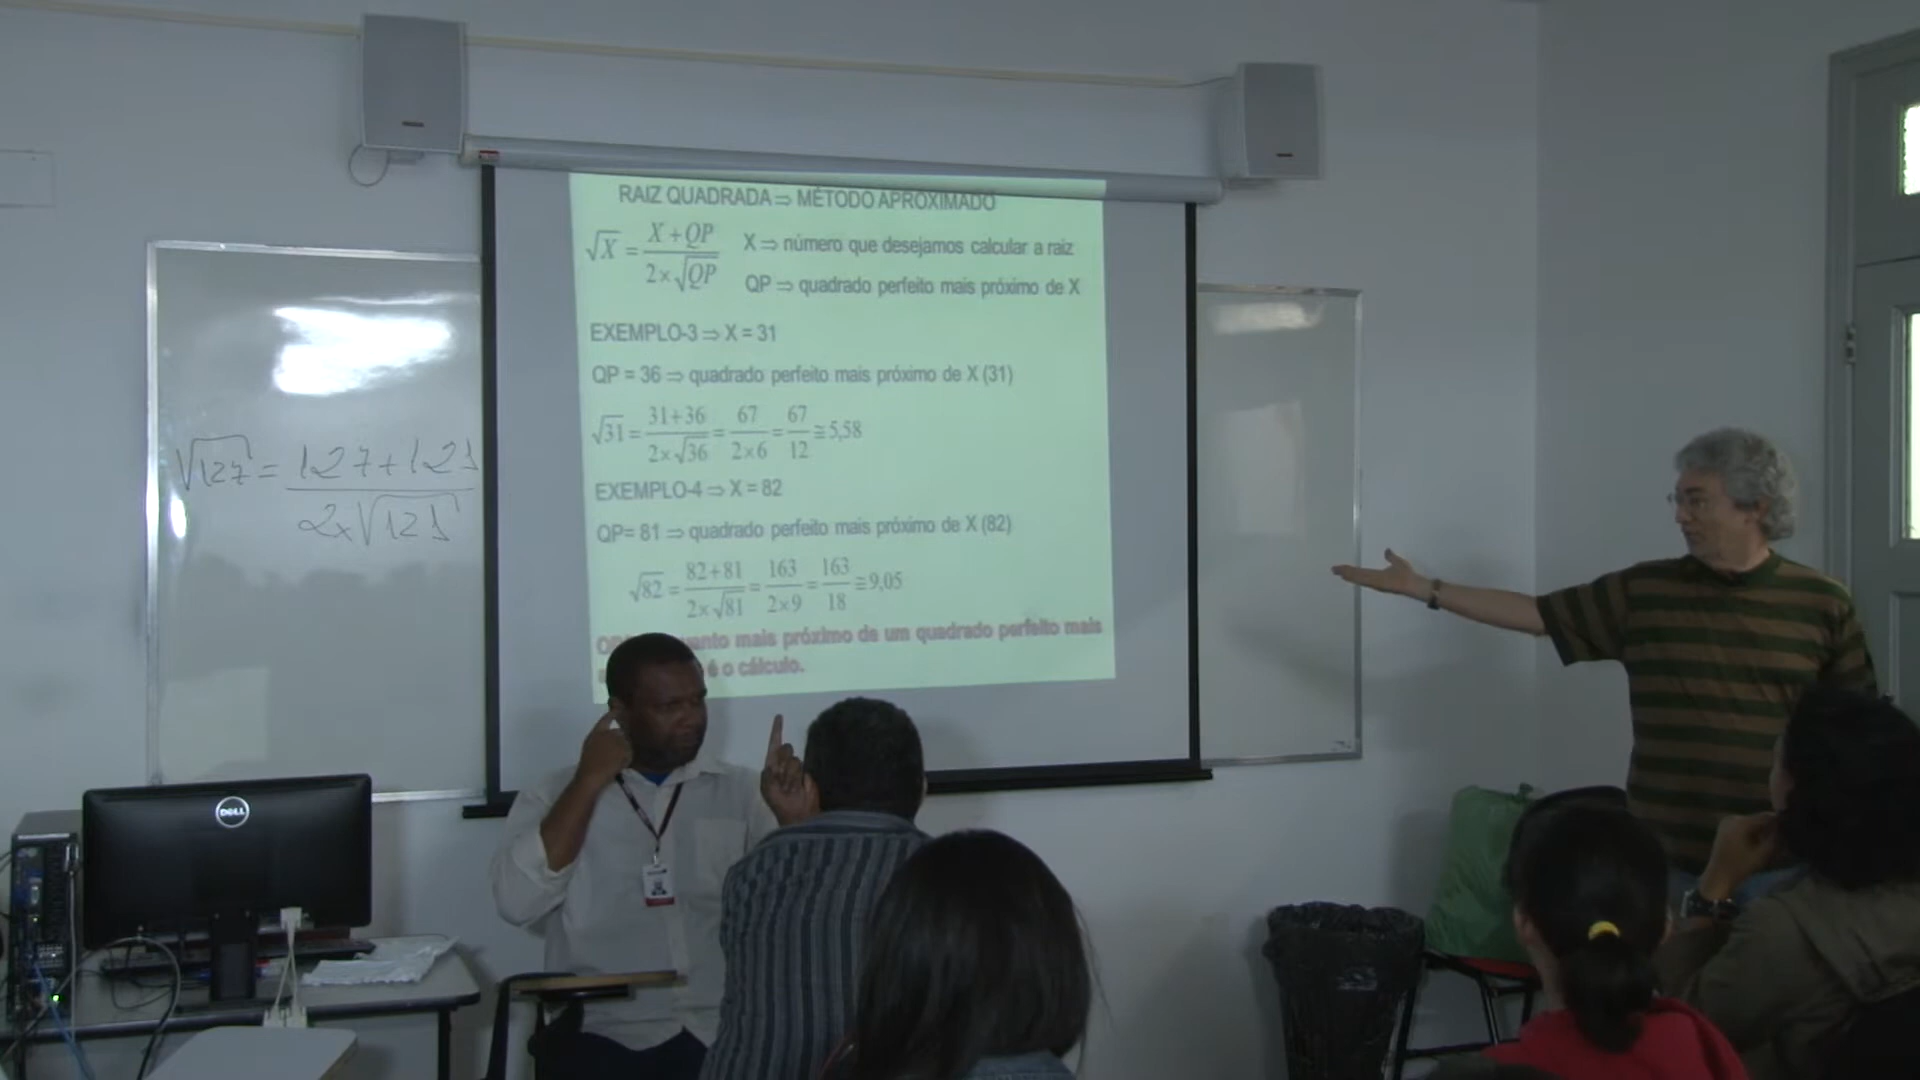 RAIZ QUADRADA ⇒ MÉTODO APROXIMADO
√X = (X + QP) / (2 × √QP)
X ⇒ número que desejamos calcular a raiz
QP ⇒ quadrado perfeito mais próximo de X
EXEMPLO-3 ⇒ X = 31
QP = 36 ⇒ quadrado perfeito mais próximo de X (31)
√31 = (31+36) / (2×√36) = 67 / (2×6) = 67 / 12 ≅ 5,58
EXEMPLO-4 ⇒ X = 82
QP= 81 ⇒ quadrado perfeito mais próximo de X (82)
√82 = (82+81) / (2×√81) = 163 / (2×9) = 163 / 18 ≅ 9,05
mais próximo de um quadrado perfeito mais
é o cálculo.
√127 = (127+121) / (2x√121)
DELL